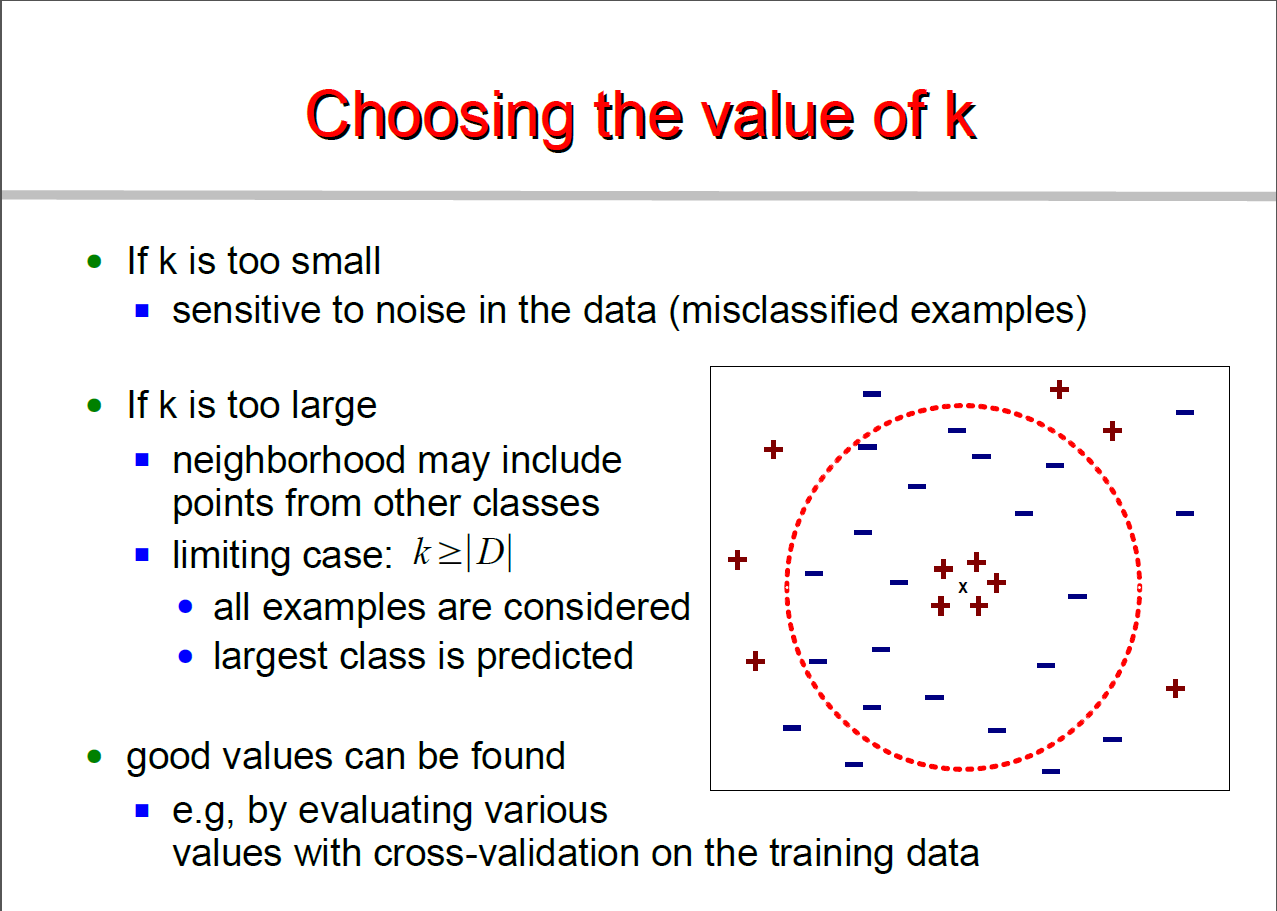 Choosing the value of k
● If k is too small
■ sensitive to noise in the data (misclassified examples)
● If k is too large
■ neighborhood may include
points from other classes
■ limiting case: k ≥|D|
● all examples are considered
● largest class is predicted
● good values can be found
■ e.g, by evaluating various
values with cross-validation on the training data
x